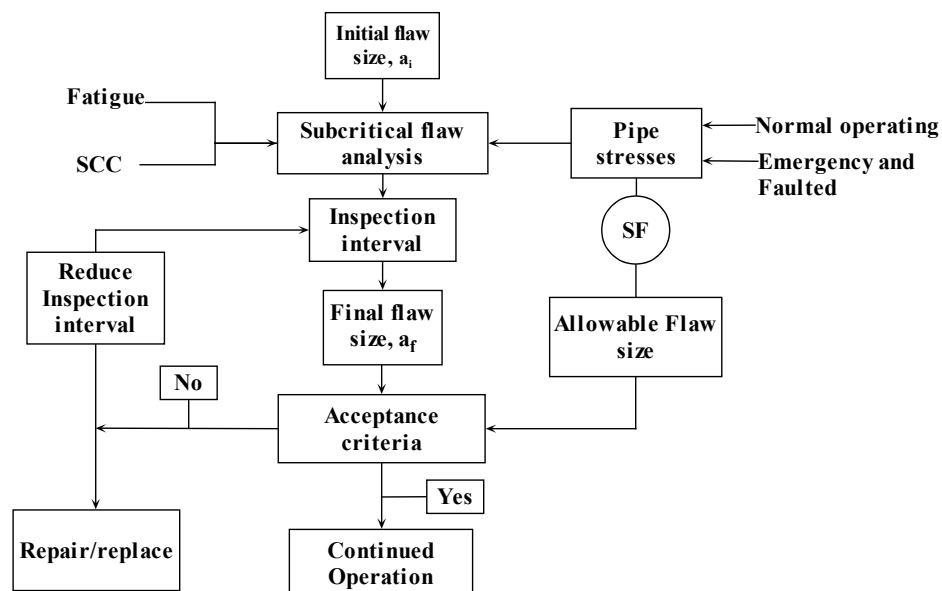 Initial flaw
size, aᵢ
Fatigue
SCC
Subcritical flaw
analysis
Pipe
stresses
Normal operating
Emergency and
Faulted
Inspection
interval
SF
Reduce
Inspection
interval
Final flaw
size, a_f
Allowable Flaw
size
No
Acceptance
criteria
Yes
Repair/replace
Continued
Operation